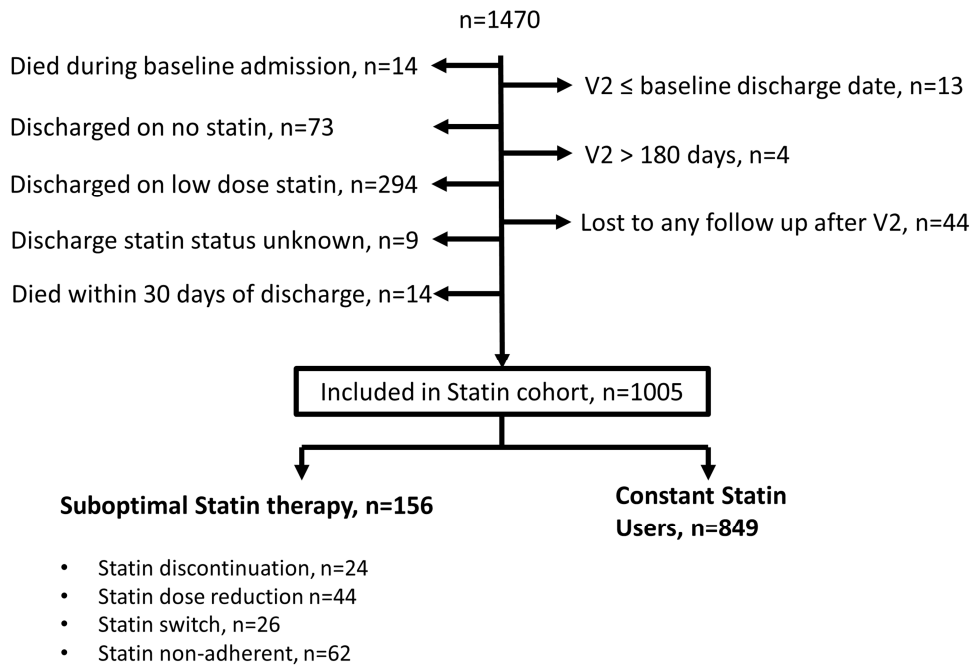 n=1470
Died during baseline admission, n=14
V2 ≤ baseline discharge date, n=13
Discharged on no statin, n=73
V2 > 180 days, n=4
Discharged on low dose statin, n=294
Lost to any follow up after V2, n=44
Discharge statin status unknown, n=9
Died within 30 days of discharge, n=14
Included in Statin cohort, n=1005
Suboptimal Statin therapy, n=156
• Statin discontinuation, n=24
• Statin dose reduction n=44
• Statin switch, n=26
• Statin non-adherent, n=62
Constant Statin
Users, n=849